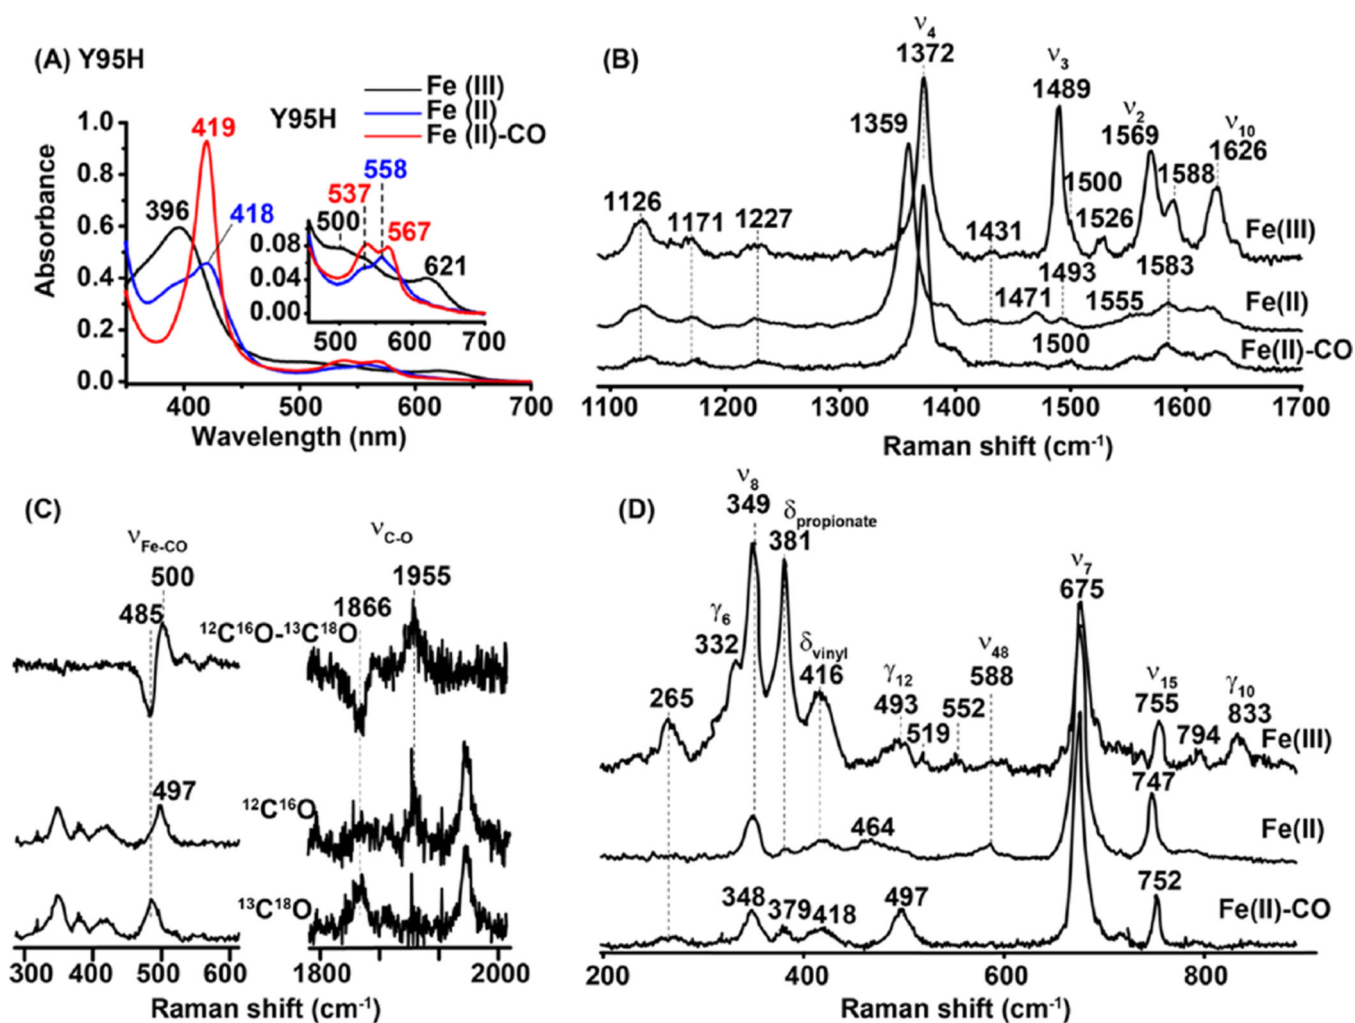 (A) Y95H
Fe (III)
Fe (II)
Fe (II)-CO
Y95H
1.0
0.8
0.6
0.4
0.2
0.0
Absorbance
419
396
418
558
537
500
567
621
0.08
0.04
0.00
500
600
700
400
500
600
700
Wavelength (nm)
(B)
ν4
1372
ν3
1489
1359
ν2
1569
ν10
1626
1588
1500
1526
1126
1171
1227
1431
Fe(III)
1493
1583
1471
1555
Fe(II)
1500
Fe(II)-CO
1100
1200
1300
1400
1500
1600
1700
Raman shift (cm-1)
(C)
νFe-CO
500
485
νC-O
1955
1866
12C16O-13C18O
497
12C16O
13C18O
300
400
500
600
1800
2000
Raman shift (cm-1)
(D)
ν8
349
δpropionate
381
γ6
332
δvinyl
416
265
γ12
493
519
552
ν48
588
ν7
675
ν15
755
794
γ10
833
Fe(III)
747
464
Fe(II)
348
379
418
497
752
Fe(II)-CO
200
400
600
800
Raman shift (cm-1)